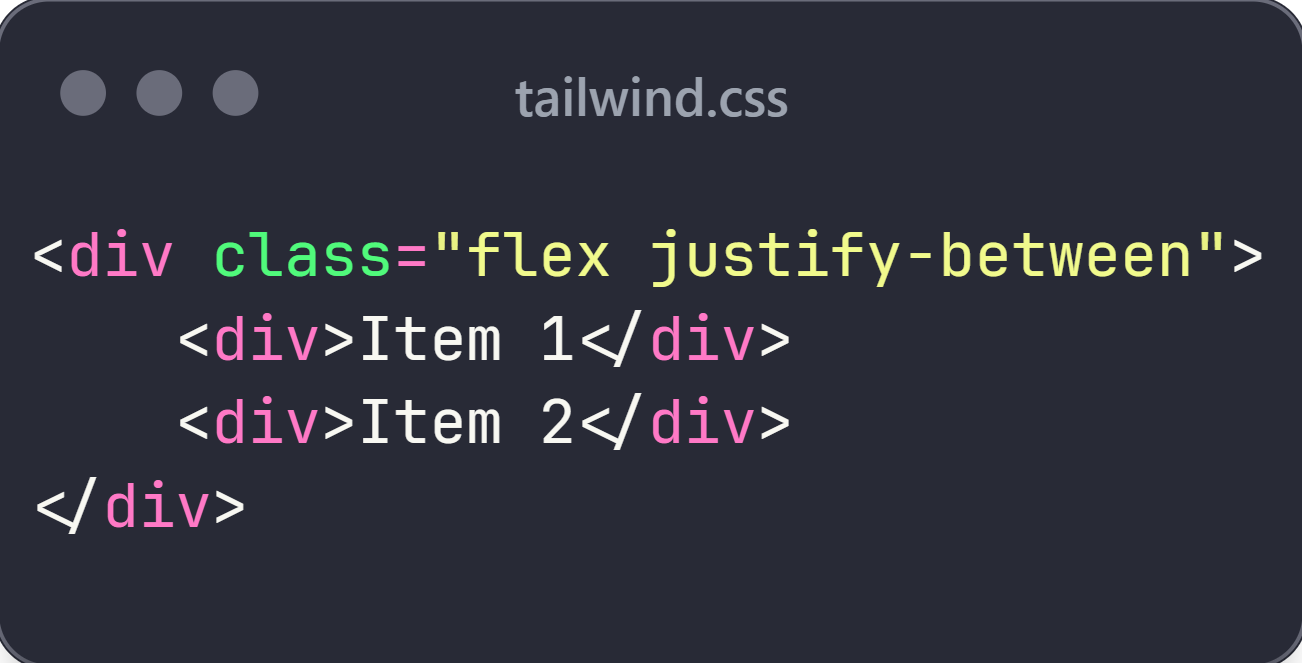 tailwind.css
<div class="flex justify-between">
    <div>Item 1</div>
    <div>Item 2</div>
</div>